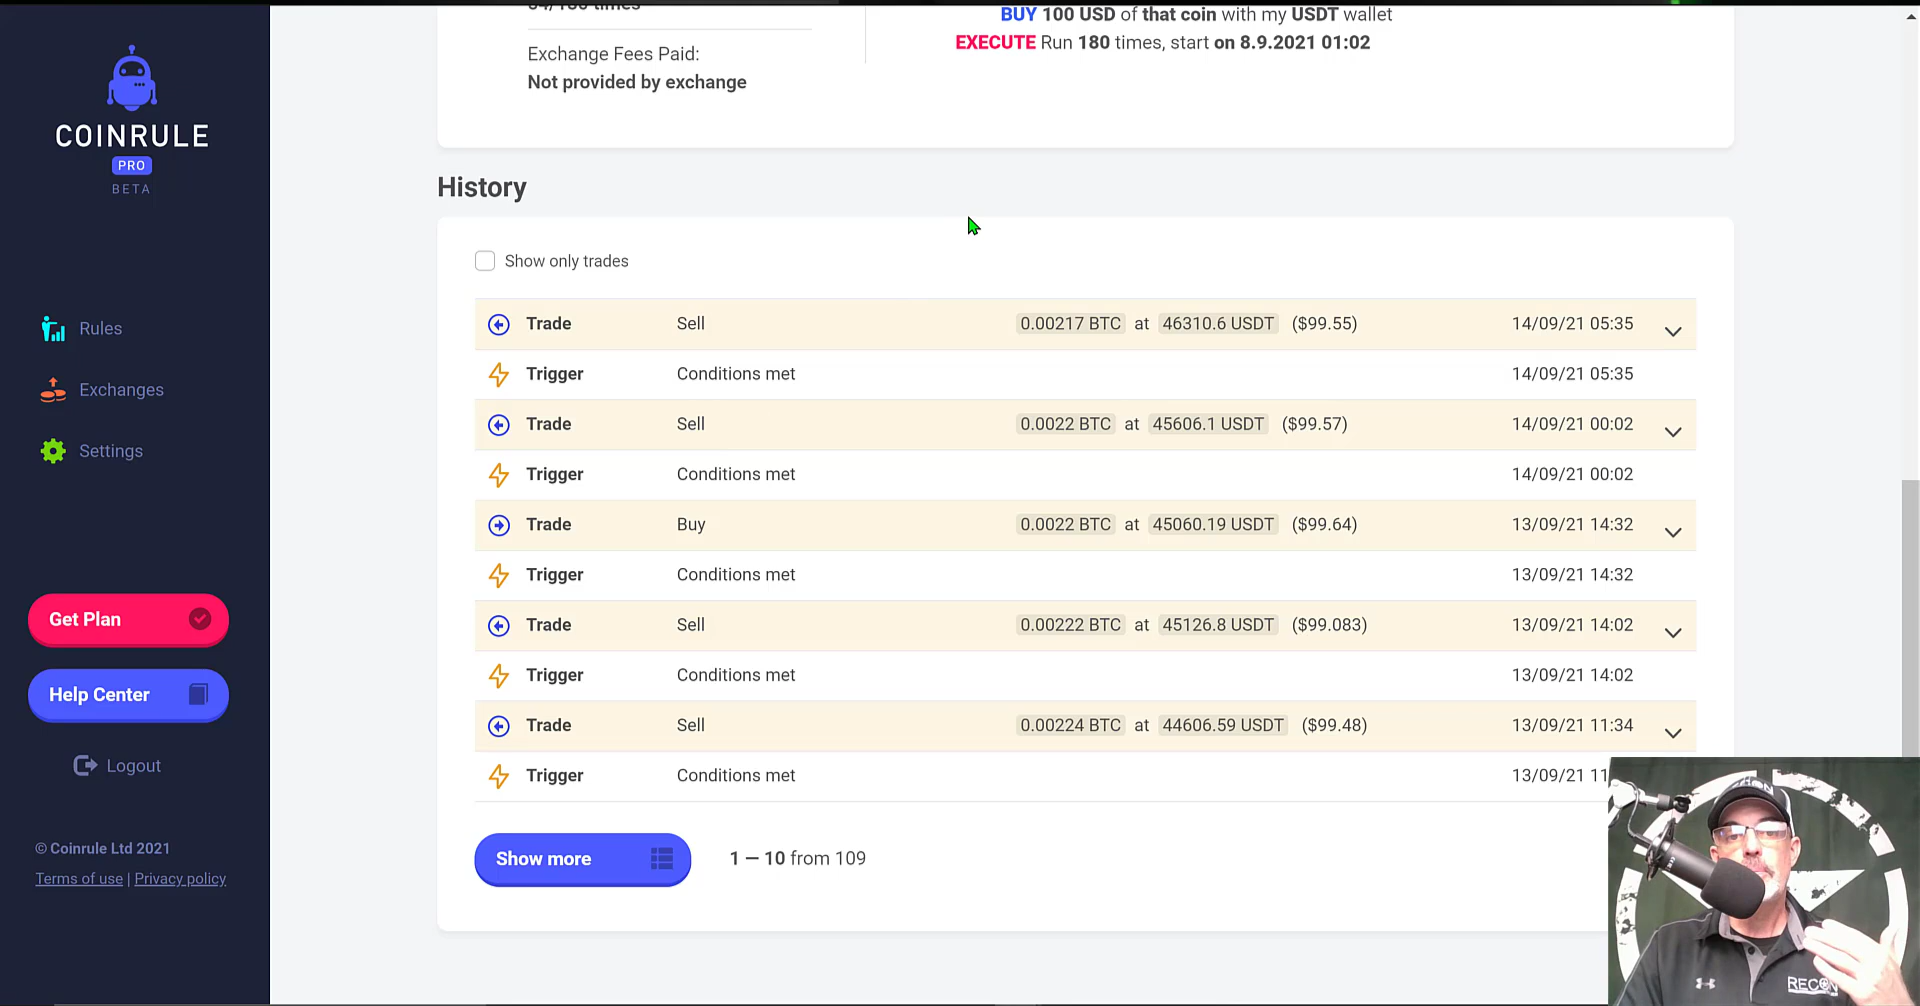 COINRULE
PRO
BETA
Rules
Exchanges
Settings
Get Plan
Help Center
Logout
© Coinrule Ltd 2021
Terms of use | Privacy policy
Exchange Fees Paid:
Not provided by exchange
BUY 100 USD of that coin with my USDT wallet
EXECUTE Run 180 times, start on 8.9.2021 01:02
History
Show only trades
Trade Sell 0.00217 BTC at 46310.6 USDT ($99.55) 14/09/21 05:35
Trigger Conditions met 14/09/21 05:35
Trade Sell 0.0022 BTC at 45606.1 USDT ($99.57) 14/09/21 00:02
Trigger Conditions met 14/09/21 00:02
Trade Buy 0.0022 BTC at 45060.19 USDT ($99.64) 13/09/21 14:32
Trigger Conditions met 13/09/21 14:32
Trade Sell 0.00222 BTC at 45126.8 USDT ($99.083) 13/09/21 14:02
Trigger Conditions met 13/09/21 14:02
Trade Sell 0.00224 BTC at 44606.59 USDT ($99.48) 13/09/21 11:34
Trigger Conditions met 13/09/21 11
Show more 1 — 10 from 109